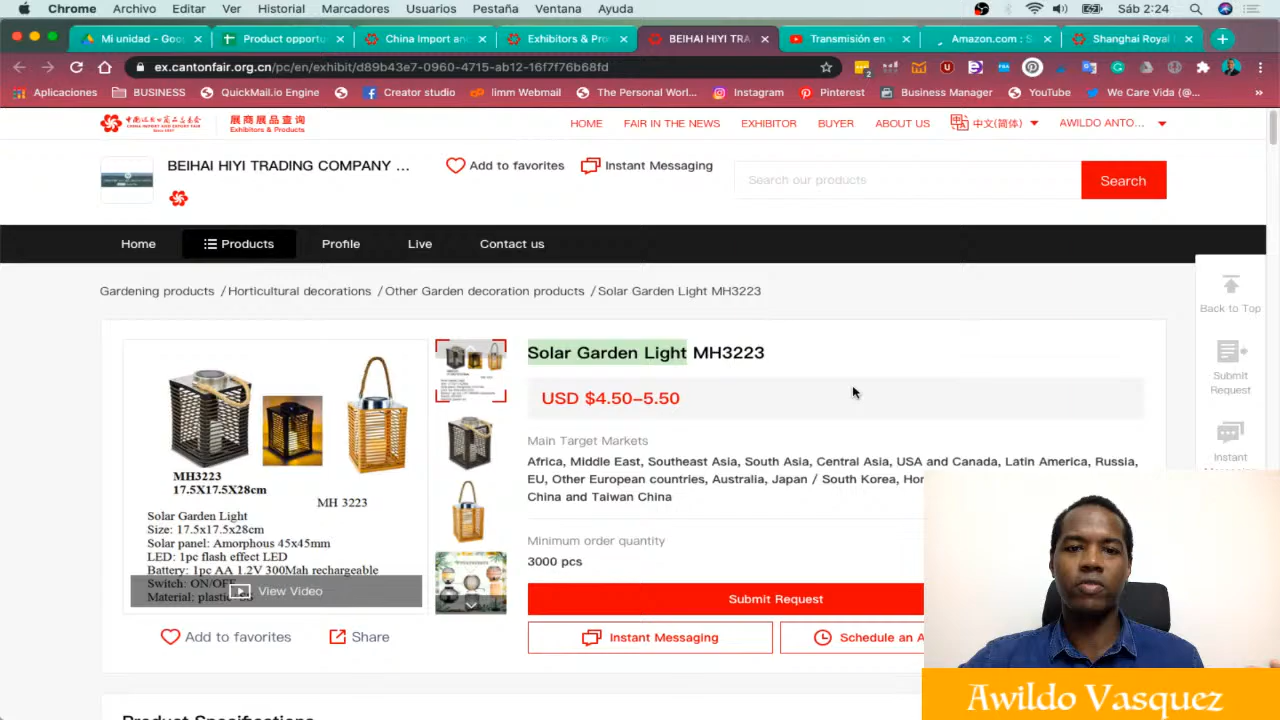 Chrome Archivo Editar Ver Historial Marcadores Usuarios Pestaña Ventana Ayuda Sáb 2:24
Mi unidad - Goo
Product opportu
China Import an
Exhibitors & Pro
BEIHAI HIYI TRA
Transmisión en
Amazon.com : S
Shanghai Royal
ex.cantonfair.org.cn/pc/en/exhibit/d89b43e7-0960-4715-ab12-16f7f76b68fd
Aplicaciones BUSINESS QuickMail.io Engine Creator studio limm Webmail The Personal Wor... Instagram Pinterest Business Manager YouTube We Care Vida (@... »
展商展品查询
Exhibitors & Products
HOME FAIR IN THE NEWS EXHIBITOR BUYER ABOUT US 中文(简体) AWILDO ANTO...
BEIHAI HIYI TRADING COMPANY ...
Add to favorites Instant Messaging
Search our products
Search
Home Products Profile Live Contact us
Gardening products /Horticultural decorations /Other Garden decoration products /Solar Garden Light MH3223
Back to Top
Submit
Request
Instant
MH3223
17.5X17.5X28cm
MH 3223
Solar Garden Light
Size: 17.5x17.5x28cm
Solar panel: Amorphous 45x45mm
LED: 1pc flash effect LED
Battery: 1pc AA 1.2V 300Mah rechargeable
Switch: ON/OFF
Material: plastic
View Video
Add to favorites Share
Solar Garden Light MH3223
USD $4.50-5.50
Main Target Markets
Africa, Middle East, Southeast Asia, South Asia, Central Asia, USA and Canada, Latin America, Russia,
EU, Other European countries, Australia, Japan / South Korea, Hon
China and Taiwan China
Minimum order quantity
3000 pcs
Submit Request
Instant Messaging
Schedule an A
Product Specifications
Awildo Vasquez